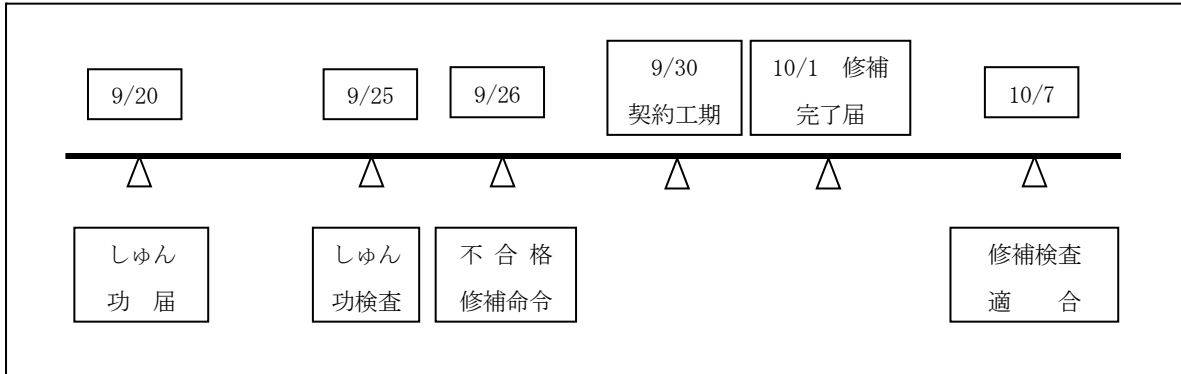 9/20
9/25
9/26
9/30
契約工期
10/1 修補
完了届
10/7
しゅん
功 届
しゅん
功検査
不 合 格
修補命令
修補検査
適 合